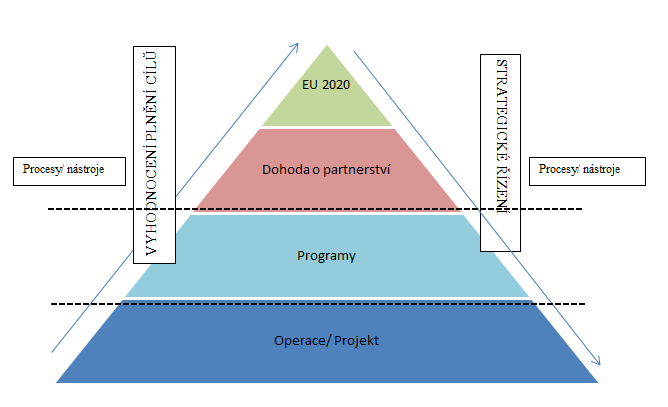 EU 2020
VYHODNOCENÍ PLNĚNÍ CÍLŮ
STRATEGICKÉ ŘÍZENÍ
Procesy/ nástroje
Dohoda o partnerství
Procesy/ nástroje
Programy
Operace/ Projekt